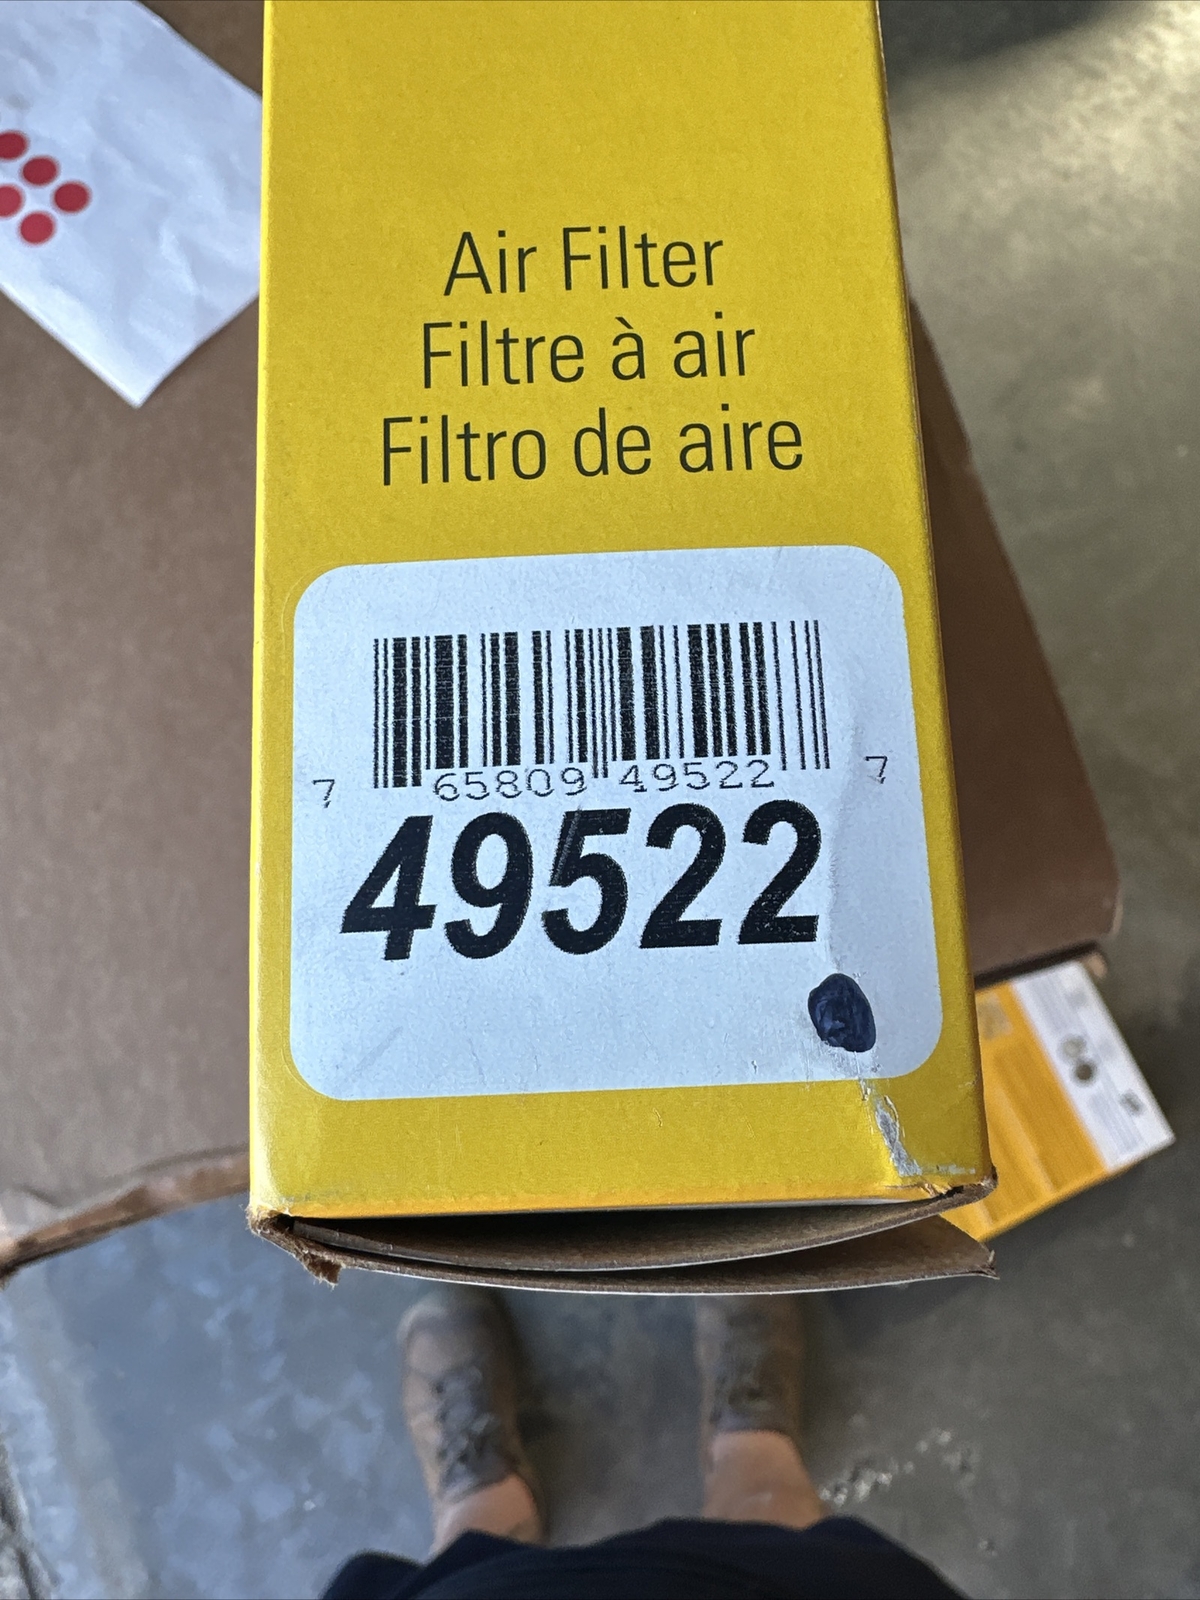 Air Filter
Filtre à air
Filtro de aire
7 65809 49522 7
49522